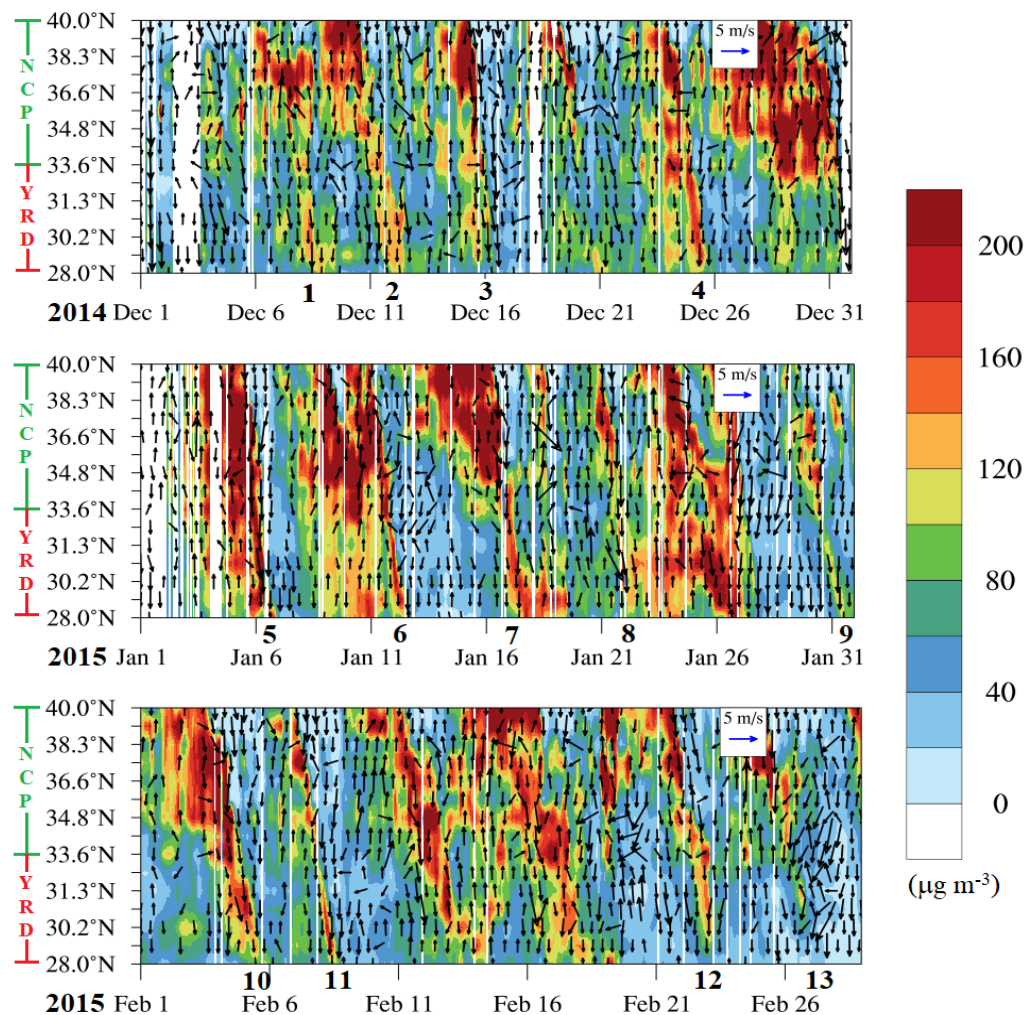 40.0°N
38.3°N
36.6°N
34.8°N
33.6°N
31.3°N
30.2°N
28.0°N
N
C
P
Y
R
D
5 m/s
1 2 3 4
2014 Dec 1 Dec 6 Dec 11 Dec 16 Dec 21 Dec 26 Dec 31
40.0°N
38.3°N
36.6°N
34.8°N
33.6°N
31.3°N
30.2°N
28.0°N
N
C
P
Y
R
D
5 m/s
5 6 7 8 9
2015 Jan 1 Jan 6 Jan 11 Jan 16 Jan 21 Jan 26 Jan 31
40.0°N
38.3°N
36.6°N
34.8°N
33.6°N
31.3°N
30.2°N
28.0°N
N
C
P
Y
R
D
5 m/s
10 11 12 13
2015 Feb 1 Feb 6 Feb 11 Feb 16 Feb 21 Feb 26
200
160
120
80
40
0
(μg m-3)